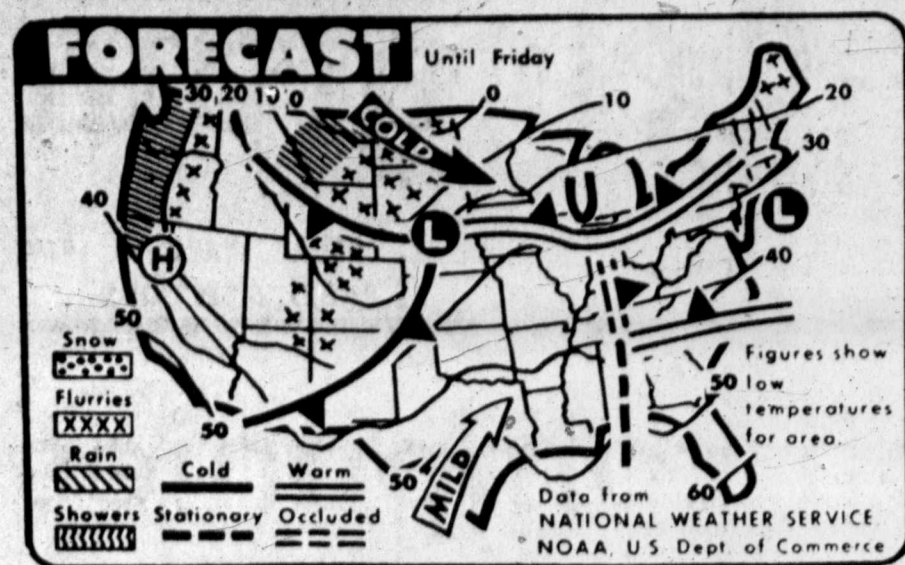 FORECAST Until Friday
30 20 10 0 0 10 20
30
COLD
40
L
L
H
40
50
Snow
Flurries
XXXX
Rain
Showers
50
50
50
60
MILD
Cold Warm
Stationary Occluded
Figures show
low
temperatures
for area.
Data from
NATIONAL WEATHER SERVICE,
NOAA, U.S. Dept. of Commerce